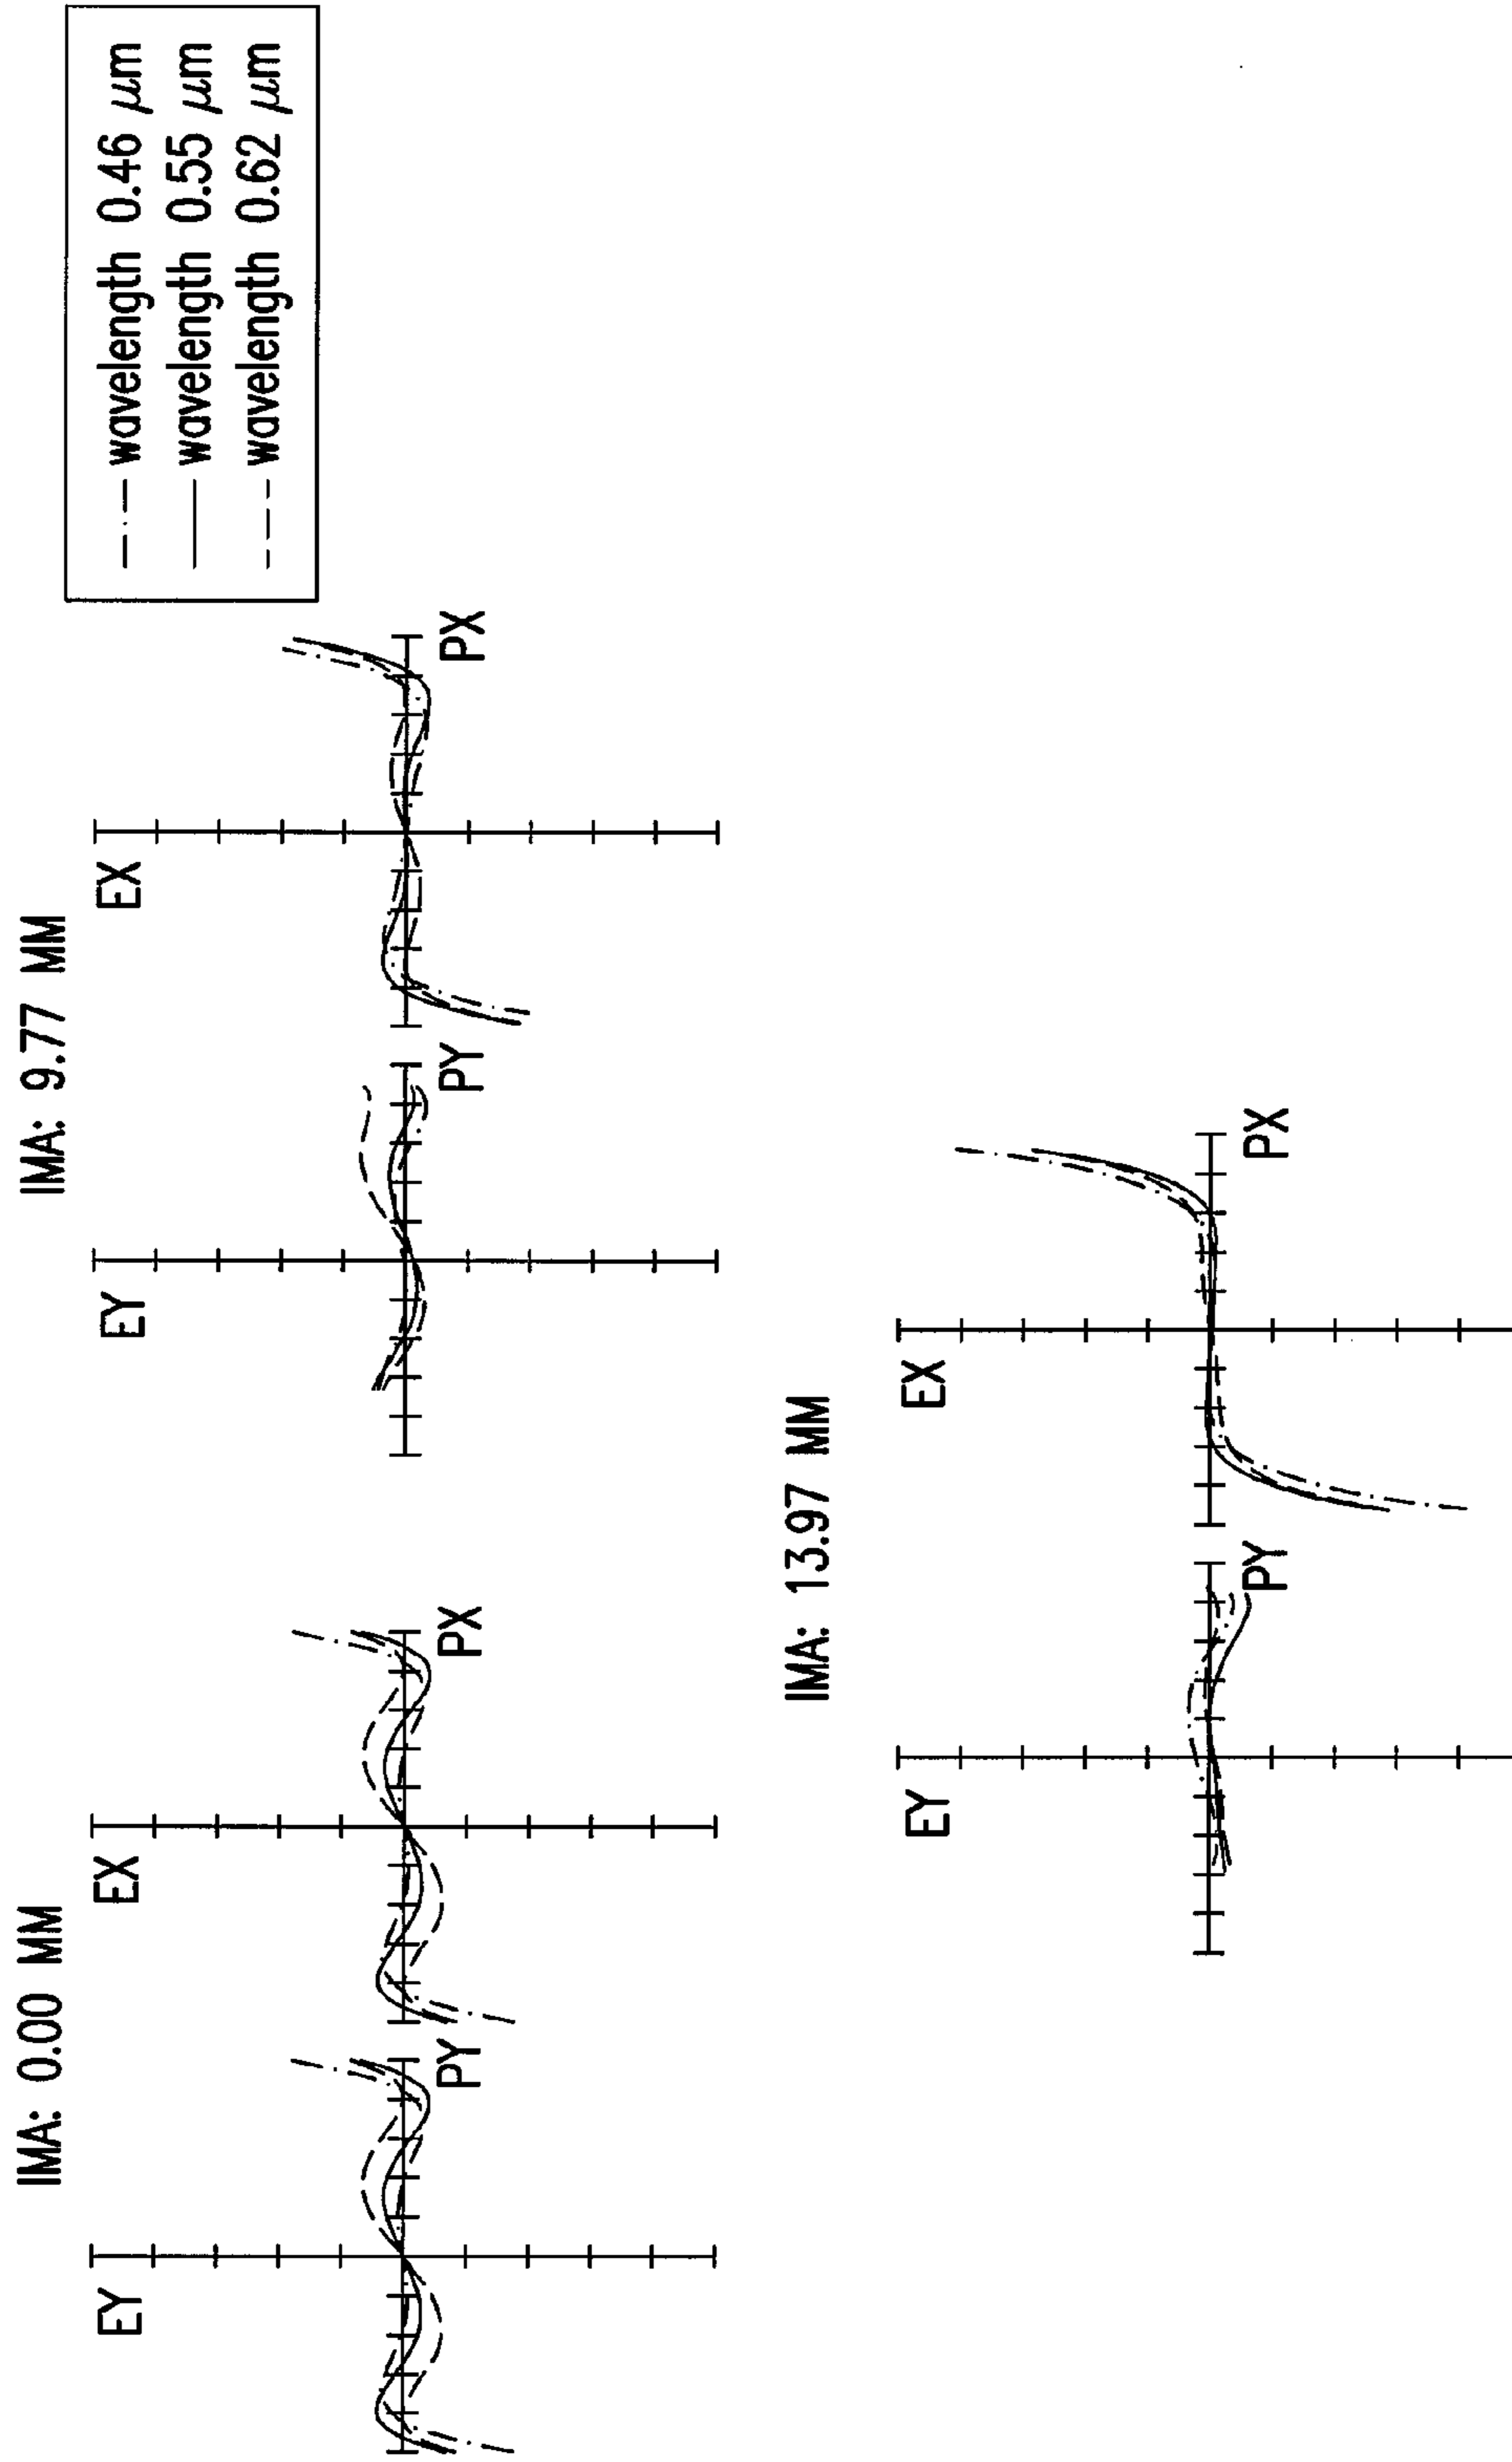 IMA: 0.00 MM
EY
PY
EX
PX
IMA: 9.77 MM
EY
PY
EX
PX
wavelength 0.46 μm
wavelength 0.55 μm
wavelength 0.62 μm
IMA: 13.97 MM
EY
PY
EX
PX